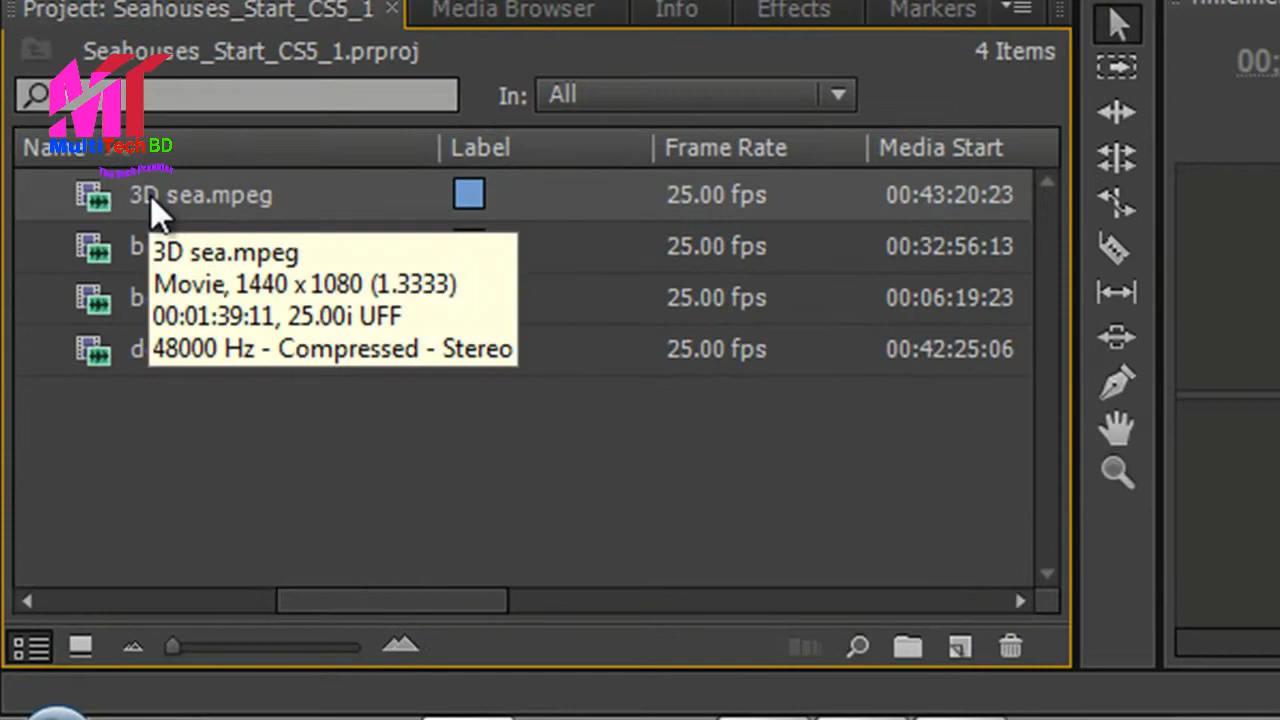 Project: Seahouses_Start_CS5_1 × Media Browser Info Effects Markers
Seahouses_Start_CS5_1.prproj 4 Items
In: All
MT
MultiTech BD
Name Label Frame Rate Media Start
3D sea.mpeg 25.00 fps 00:43:20:23
b 25.00 fps 00:32:56:13
b 25.00 fps 00:06:19:23
d 25.00 fps 00:42:25:06
3D sea.mpeg
Movie, 1440 x 1080 (1.3333)
00:01:39:11, 25.00i UFF
48000 Hz - Compressed - Stereo